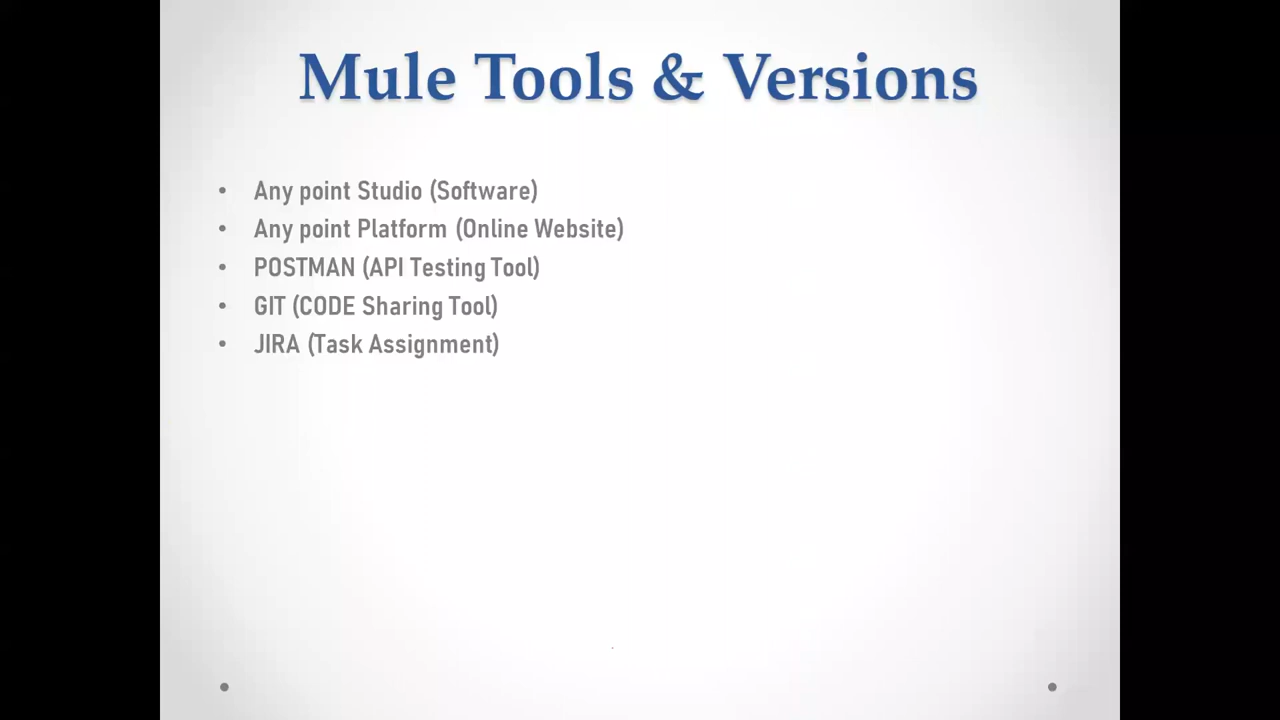 Mule Tools & Versions
• Any point Studio (Software)
• Any point Platform (Online Website)
• POSTMAN (API Testing Tool)
• GIT (CODE Sharing Tool)
• JIRA (Task Assignment)